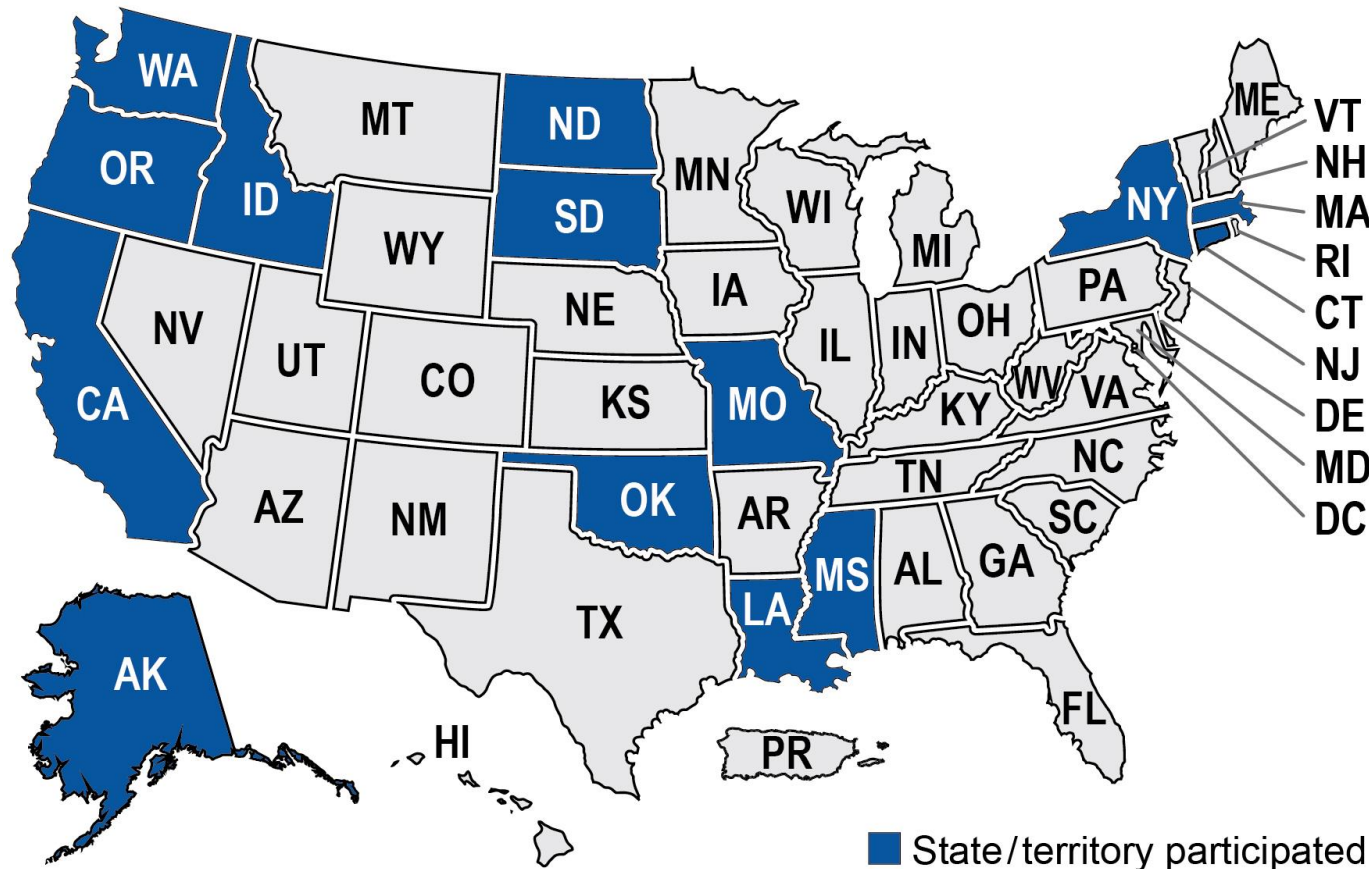 WA
MT
ND
MN
ME
VT
OR
ID
NH
WY
SD
WI
NY
MA
MI
RI
IA
PA
NE
CT
NV
UT
IL
IN
OH
NJ
CO
WV
CA
KS
MO
KY
VA
DE
NC
MD
TN
AZ
NM
OK
AR
SC
DC
MS
AL
GA
LA
TX
AK
FL
HI
PR
State/territory participated